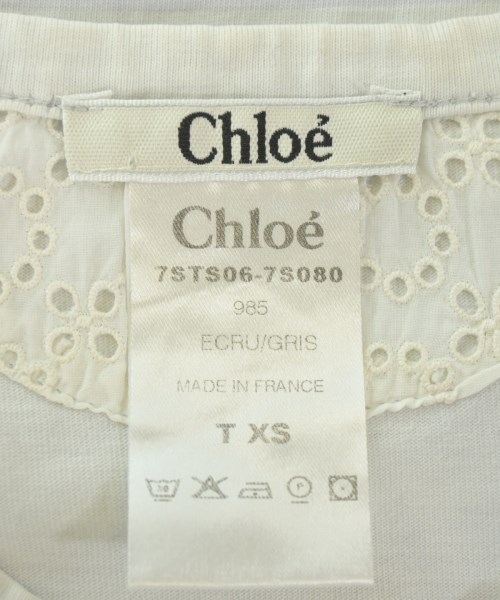 Chloé
Chloé
7STS06-7S080
985
ECRU/GRIS
MADE IN FRANCE
T XS